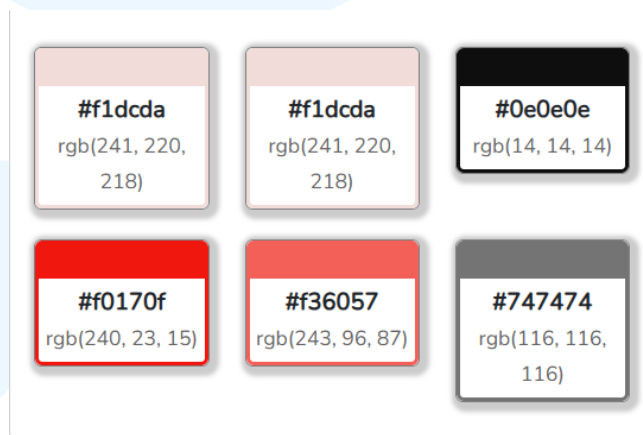 #f1dcda
rgb(241, 220,
218)
#f1dcda
rgb(241, 220,
218)
#0e0e0e
rgb(14, 14, 14)
#f0170f
rgb(240, 23, 15)
#f36057
rgb(243, 96, 87)
#747474
rgb(116, 116,
116)